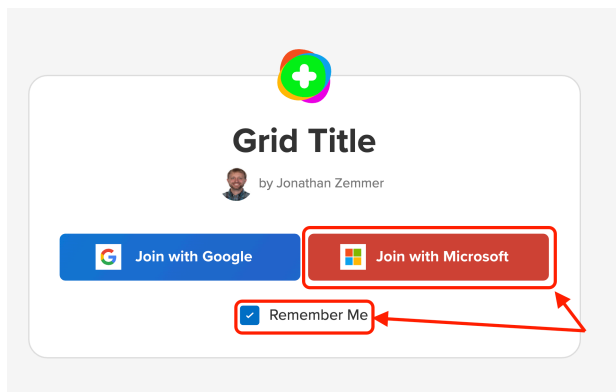 Grid Title
by Jonathan Zemmer
Join with Google
Join with Microsoft
Remember Me